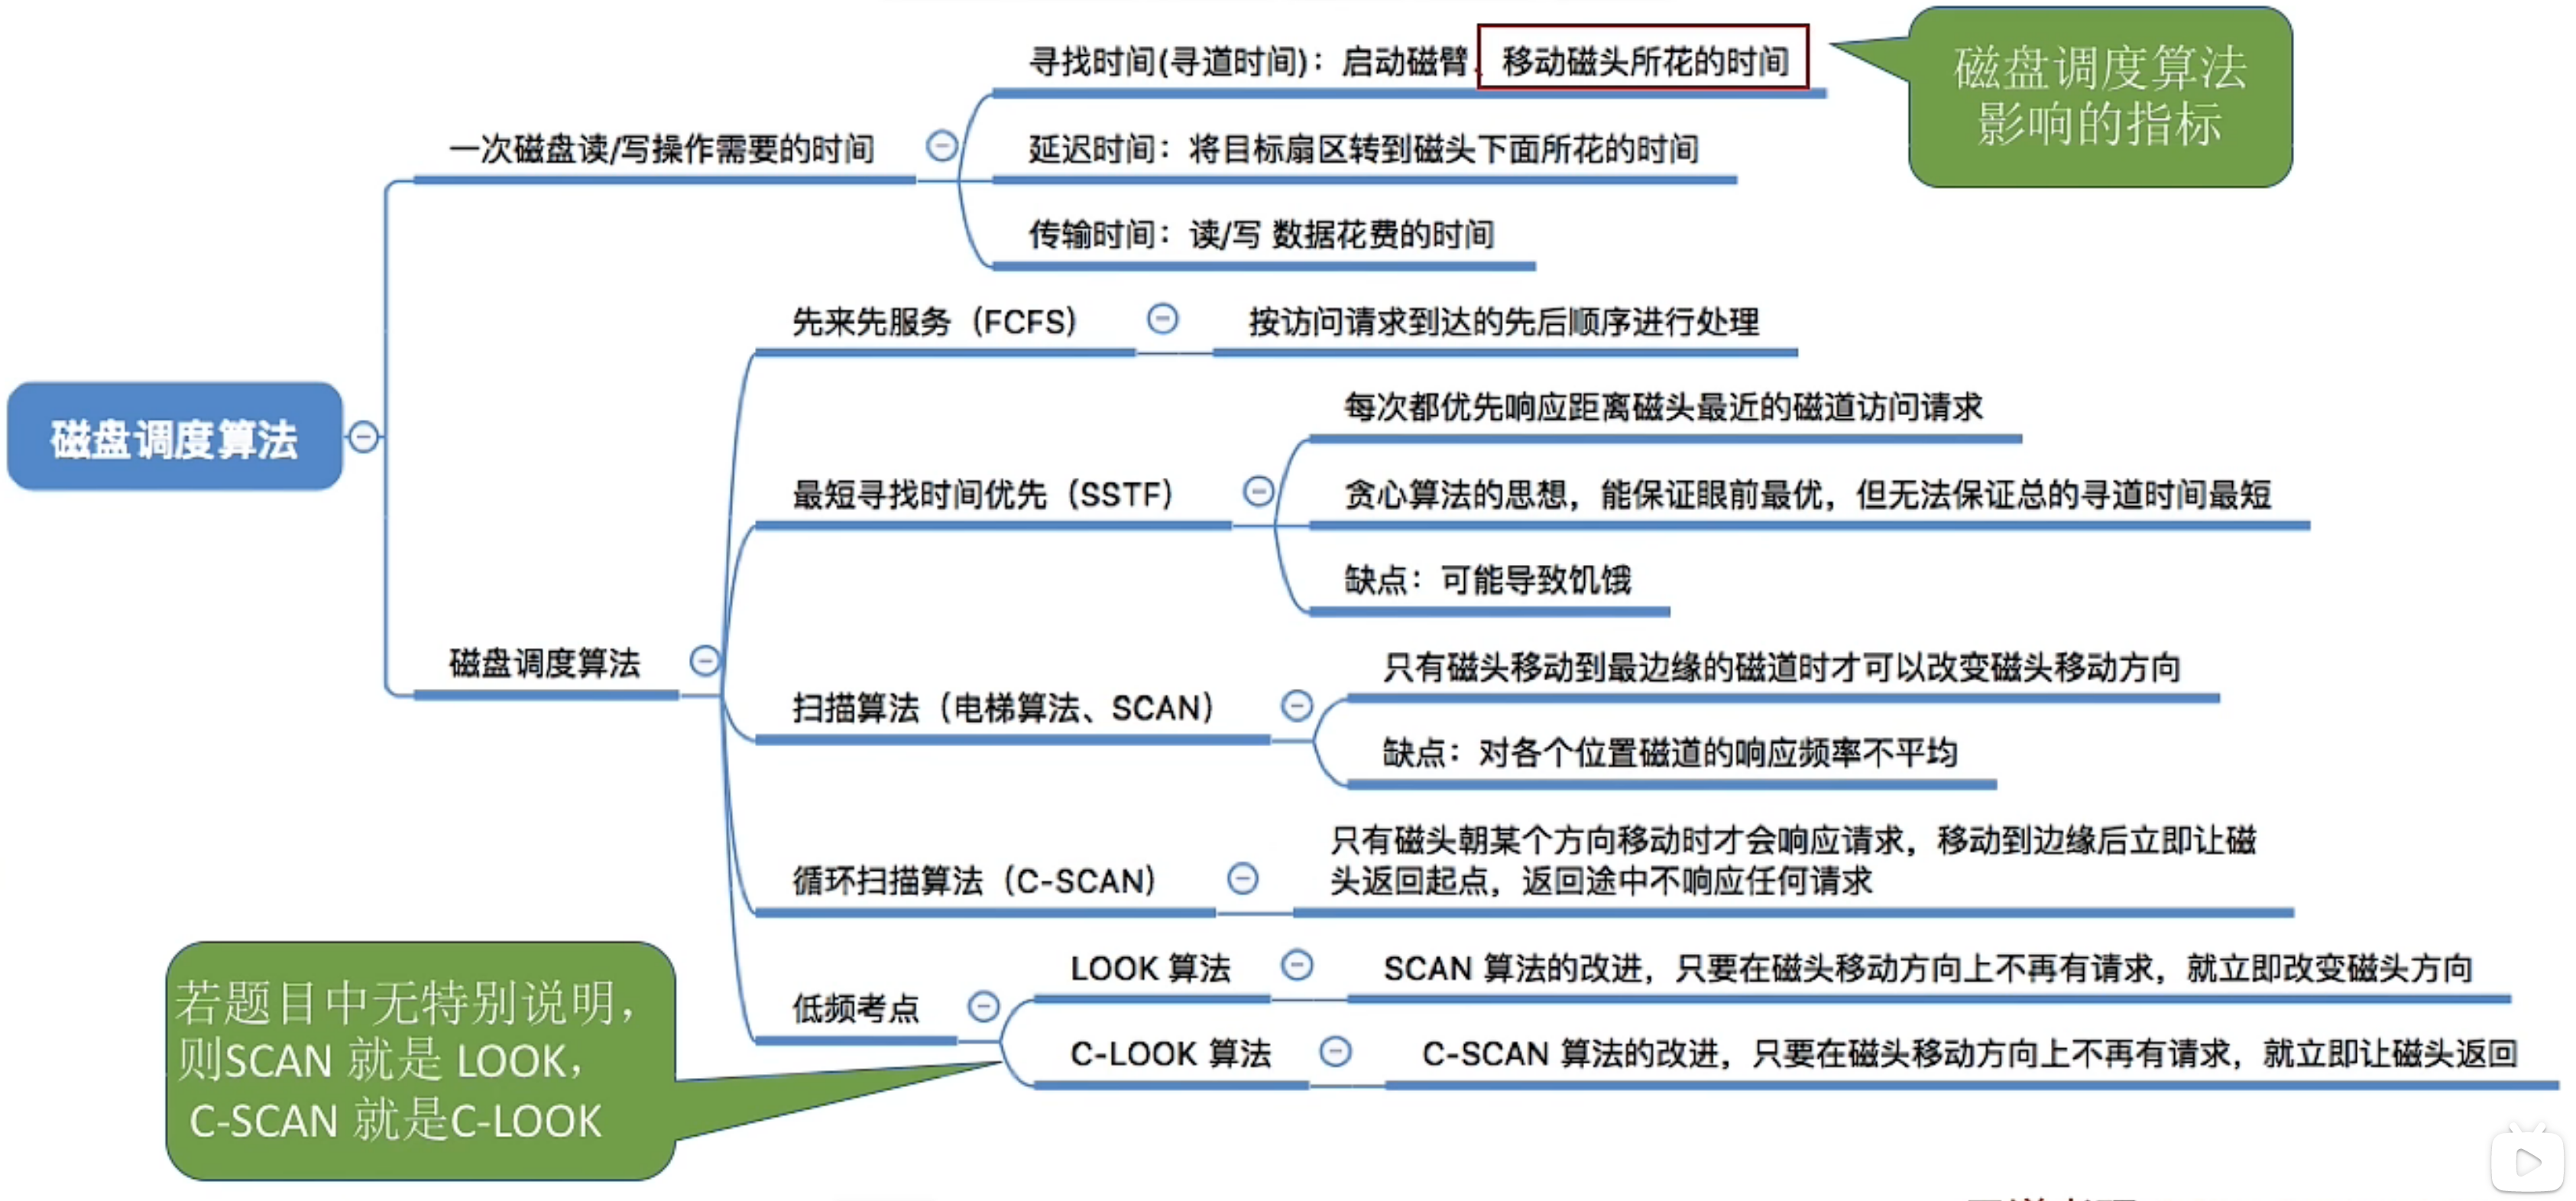 寻找时间(寻道时间)：启动磁臂、移动磁头所花的时间
磁盘调度算法
影响的指标
一次磁盘读/写操作需要的时间
延迟时间：将目标扇区转到磁头下面所花的时间
传输时间：读/写 数据花费的时间
先来先服务（FCFS)
按访问请求到达的先后顺序进行处理
每次都优先响应距离磁头最近的磁道访问请求
磁盘调度算法
最短寻找时间优先（SSTF）
贪心算法的思想，能保证眼前最优，但无法保证总的寻道时间最短
缺点：可能导致饥饿
磁盘调度算法
只有磁头移动到最边缘的磁道时才可以改变磁头移动方向
扫描算法（电梯算法、SCAN）
缺点：对各个位置磁道的响应频率不平均
只有磁头朝某个方向移动时才会响应请求，移动到边缘后立即让磁
头返回起点，返回途中不响应任何请求
循环扫描算法（C-SCAN）
LOOK 算法
SCAN 算法的改进，只要在磁头移动方向上不再有请求，就立即改变磁头方向
低频考点
C-LOOK 算法
C-SCAN 算法的改进，只要在磁头移动方向上不再有请求，就立即让磁头返回
若题目中无特别说明，
则SCAN 就是 LOOK，
C-SCAN 就是C-LOOK